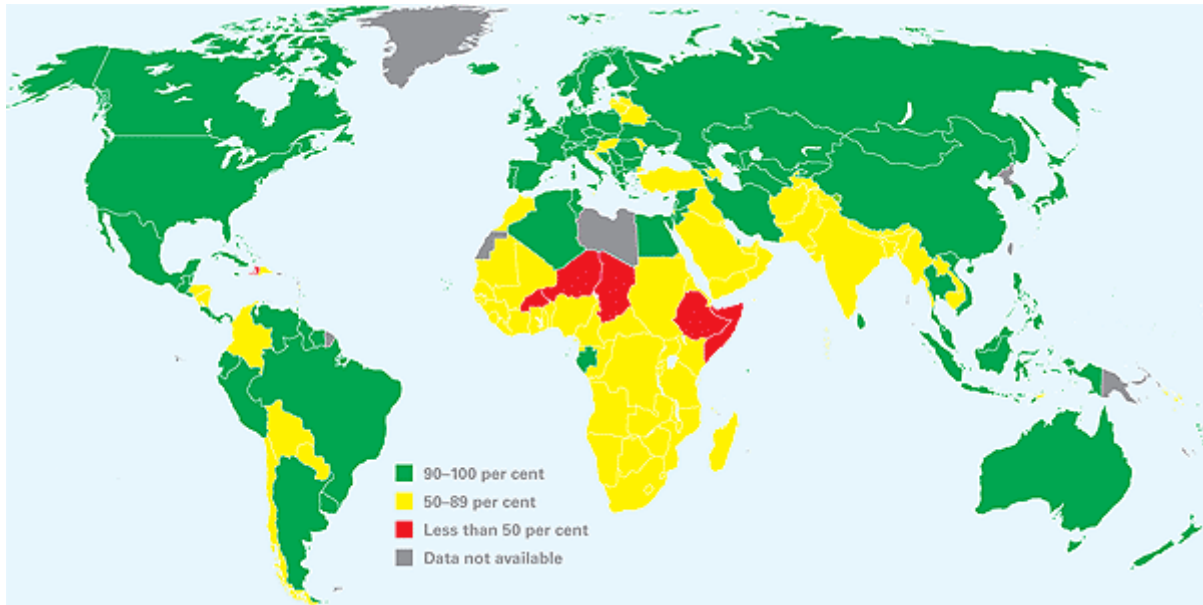 90–100 per cent
50–89 per cent
Less than 50 per cent
Data not available